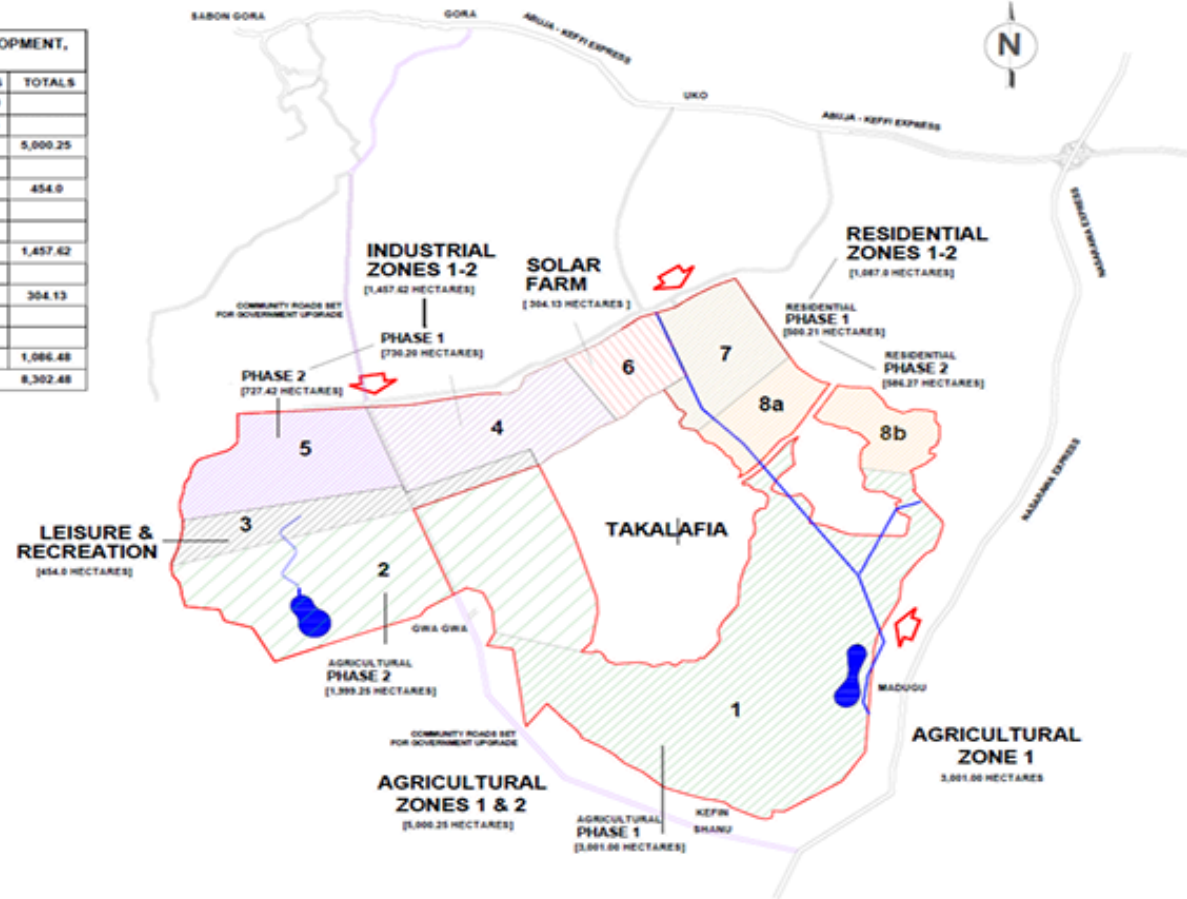 OPMENT,
TOTALS
5,000.25
454.0
1,457.62
304.13
1,086.48
8,302.48
SABON GORA
GORA
ABUJA - KEFFI EXPRESS
N
UKO
ABUJA - KEFFI EXPRESS
NASARAWA EXPRESS
NASARAWA EXPRESS
INDUSTRIAL
ZONES 1-2
[1,457.62 HECTARES]
SOLAR
FARM
[ 304.13 HECTARES ]
RESIDENTIAL
ZONES 1-2
[1,087.0 HECTARES]
COMMUNITY ROADS SET
FOR GOVERNMENT UPGRADE
PHASE 1
[730.20 HECTARES]
PHASE 2
[727.42 HECTARES]
RESIDENTIAL
PHASE 1
[500.21 HECTARES]
RESIDENTIAL
PHASE 2
[586.27 HECTARES]
7
6
8a
8b
4
5
3
LEISURE &
RECREATION
[454.0 HECTARES]
TAKALAFIA
2
GWA GWA
AGRICULTURAL
PHASE 2
[1,999.25 HECTARES]
1
MADUGU
COMMUNITY ROADS SET
FOR GOVERNMENT UPGRADE
AGRICULTURAL
ZONE 1
3,001.00 HECTARES
AGRICULTURAL
ZONES 1 & 2
[5,000.25 HECTARES]
AGRICULTURAL
PHASE 1
[3,001.00 HECTARES]
KEFIN
SHANU